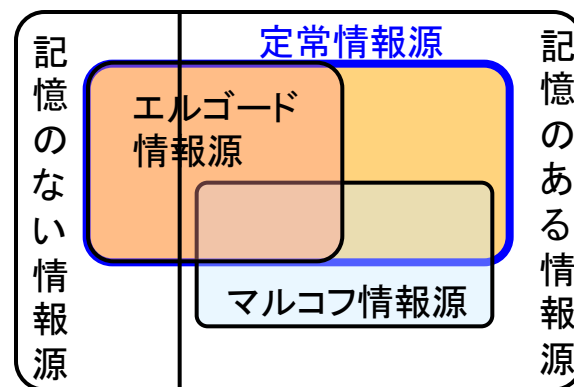 記憶のない情報源
定常情報源
エルゴード
情報源
マルコフ情報源
記憶のある情報源